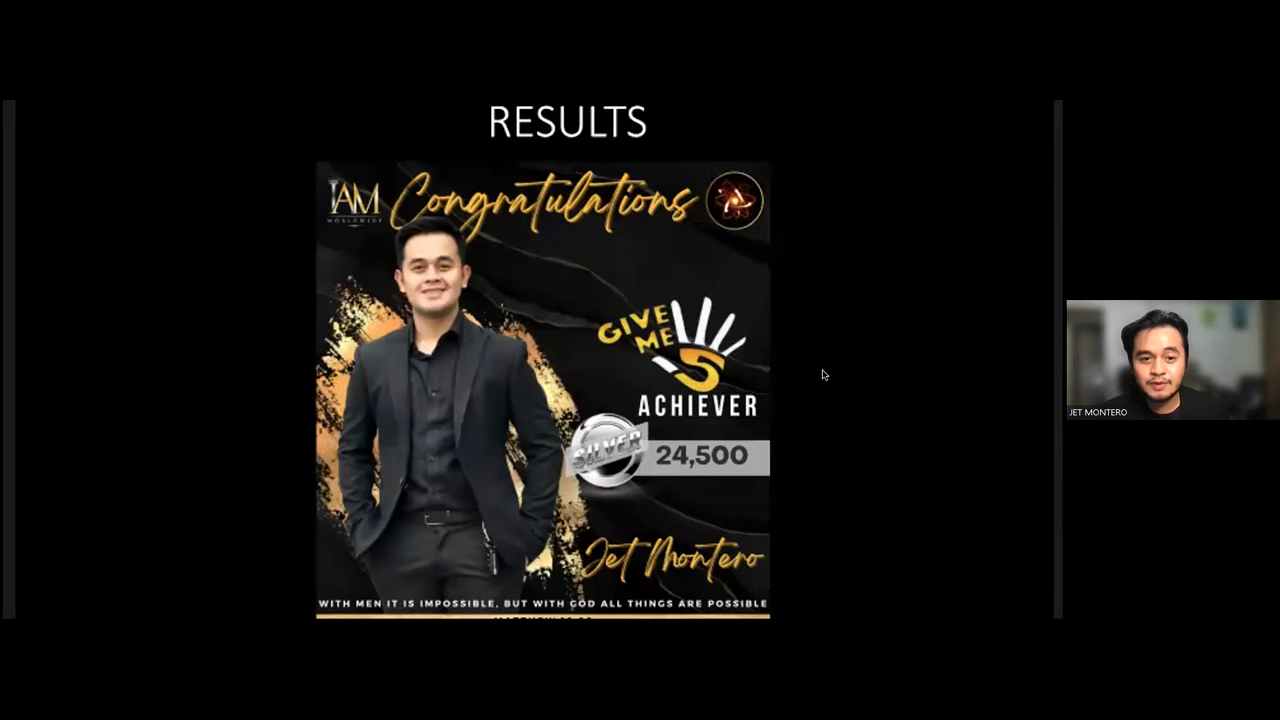 RESULTS
IAM
WORLDWIDE
Congratulations
GIVE
ME
5
ACHIEVER
SILVER
24,500
JET MONTERO
Jet Montero
WITH MEN IT IS IMPOSSIBLE, BUT WITH GOD ALL THINGS ARE POSSIBLE